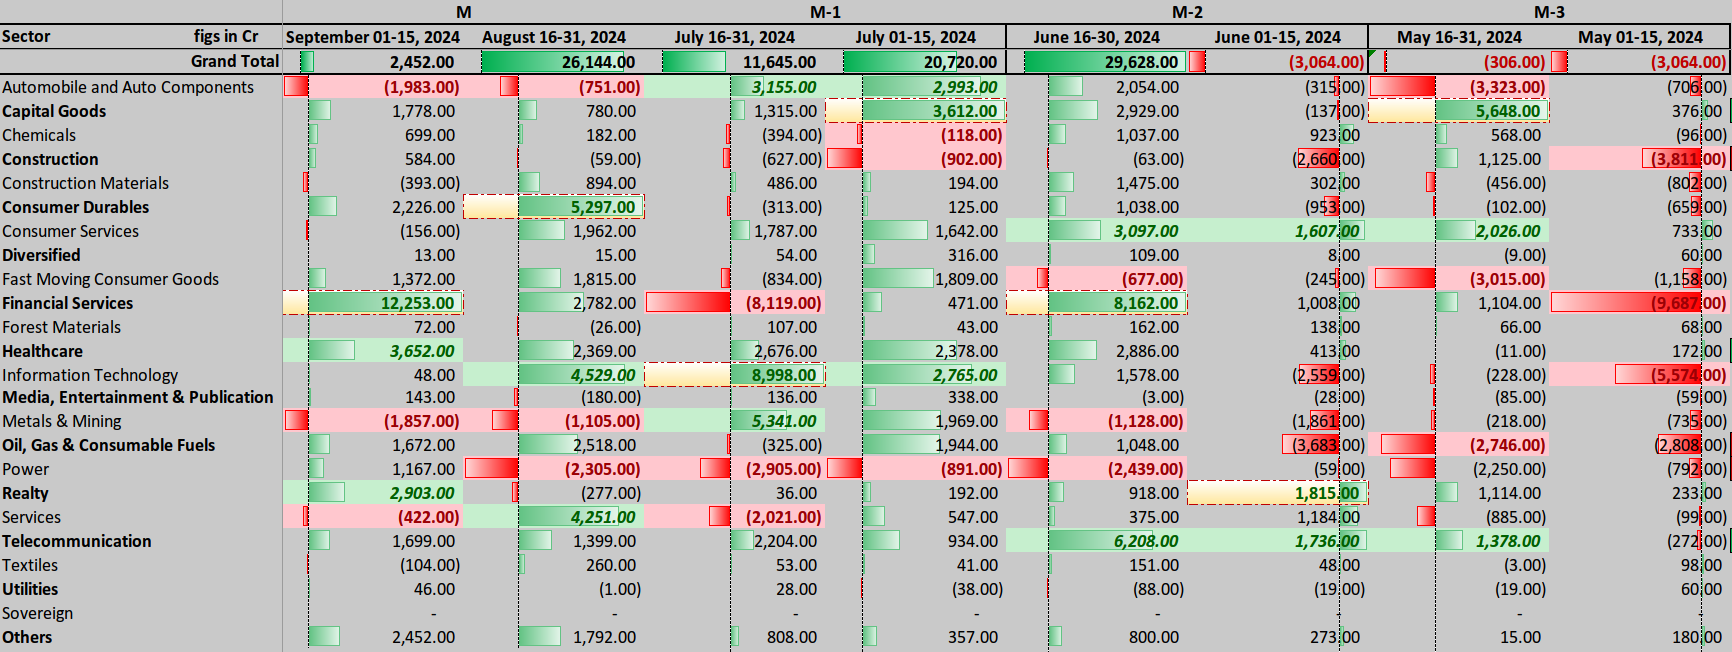 M M-1 M-2 M-3
Sector figs in Cr September 01-15, 2024 August 16-31, 2024 July 16-31, 2024 July 01-15, 2024 June 16-30, 2024 June 01-15, 2024 May 16-31, 2024 May 01-15, 2024
Grand Total 2,452.00 26,144.00 11,645.00 20,720.00 29,628.00 (3,064.00) (306.00) (3,064.00)
Automobile and Auto Components (1,983.00) (751.00) 3,155.00 2,993.00 2,054.00 (315.00) (3,323.00) (706.00)
Capital Goods 1,778.00 780.00 1,315.00 3,612.00 2,929.00 (137.00) 5,648.00 376.00
Chemicals 699.00 182.00 (394.00) (118.00) 1,037.00 923.00 568.00 (96.00)
Construction 584.00 (59.00) (627.00) (902.00) (63.00) (2,660.00) 1,125.00 (3,811.00)
Construction Materials (393.00) 894.00 486.00 194.00 1,475.00 302.00 (456.00) (802.00)
Consumer Durables 2,226.00 5,297.00 (313.00) 125.00 1,038.00 (953.00) (102.00) (659.00)
Consumer Services (156.00) 1,962.00 1,787.00 1,642.00 3,097.00 1,607.00 2,026.00 733.00
Diversified 13.00 15.00 54.00 316.00 109.00 8.00 (9.00) 60.00
Fast Moving Consumer Goods 1,372.00 1,815.00 (834.00) 1,809.00 (677.00) (245.00) (3,015.00) (1,158.00)
Financial Services 12,253.00 2,782.00 (8,119.00) 471.00 8,162.00 1,008.00 1,104.00 (9,687.00)
Forest Materials 72.00 (26.00) 107.00 43.00 162.00 138.00 66.00 68.00
Healthcare 3,652.00 2,369.00 2,676.00 2,378.00 2,886.00 413.00 (11.00) 172.00
Information Technology 48.00 4,529.00 8,998.00 2,765.00 1,578.00 (2,559.00) (228.00) (5,574.00)
Media, Entertainment & Publication 143.00 (180.00) 136.00 338.00 (3.00) (28.00) (85.00) (59.00)
Metals & Mining (1,857.00) (1,105.00) 5,341.00 1,969.00 (1,128.00) (1,861.00) (218.00) (735.00)
Oil, Gas & Consumable Fuels 1,672.00 2,518.00 (325.00) 1,944.00 1,048.00 (3,683.00) (2,746.00) (2,808.00)
Power 1,167.00 (2,305.00) (2,905.00) (891.00) (2,439.00) (59.00) (2,250.00) (792.00)
Realty 2,903.00 (277.00) 36.00 192.00 918.00 1,815.00 1,114.00 233.00
Services (422.00) 4,251.00 (2,021.00) 547.00 375.00 1,184.00 (885.00) (99.00)
Telecommunication 1,699.00 1,399.00 2,204.00 934.00 6,208.00 1,736.00 1,378.00 (272.00)
Textiles (104.00) 260.00 53.00 41.00 151.00 48.00 (3.00) 98.00
Utilities 46.00 (1.00) 28.00 (38.00) (88.00) (19.00) (19.00) 60.00
Sovereign - - - - - - - -
Others 2,452.00 1,792.00 808.00 357.00 800.00 273.00 15.00 180.00